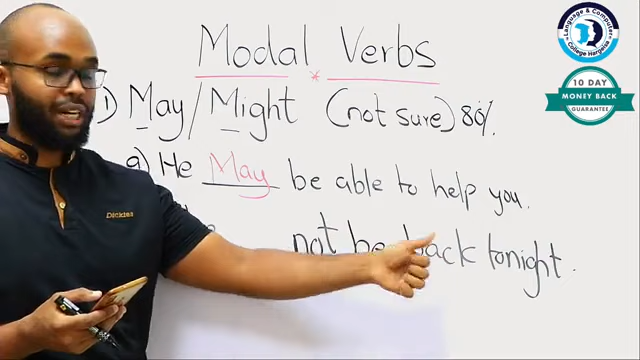 Modal Verbs
*
1) May/Might (not sure) 80%.
a) He May be able to help you.
not be back tonight.
Dickies
Language & Computer
College Hargeisa
10 DAY
MONEY BACK
GUARANTEE